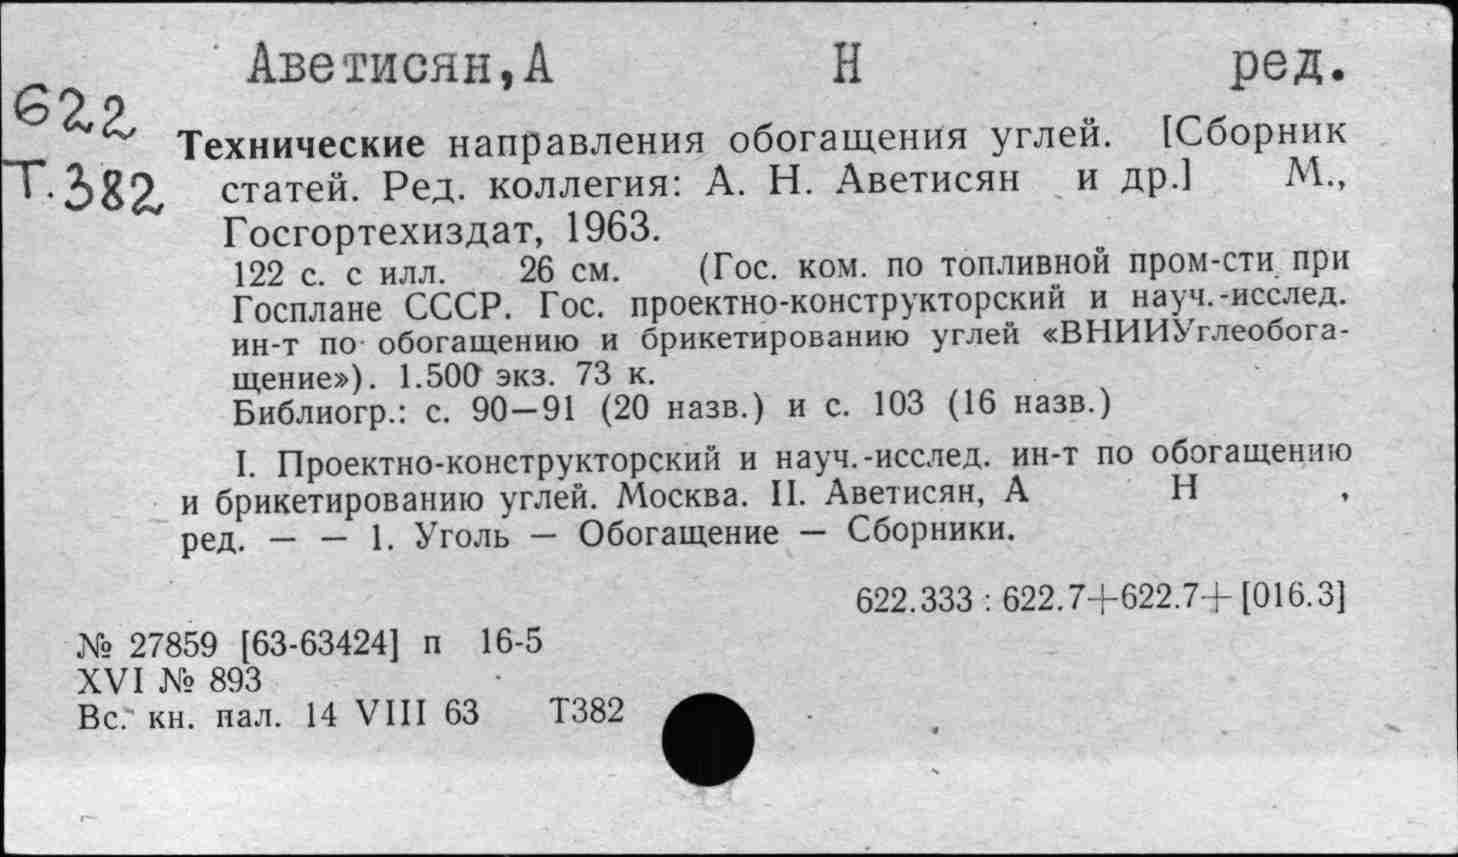 Аветисян,А Н ред.
622
Т.382
Технические направления обогащения углей. [Сборник
статей. Ред. коллегия: А. Н. Аветисян и др.] М.,
Госгортехиздат, 1963.
122 с. с илл. 26 см. (Гос. ком. по топливной пром-сти при
Госплане СССР. Гос. проектно-конструкторский и науч.-исслед.
ин-т по обогащению и брикетированию углей «ВНИИУглеобога-
щение»). 1.500 экз. 73 к.
Библиогр.: с. 90—91 (20 назв.) и с. 103 (16 назв.)
I. Проектно-конструкторский и науч.-исслед. ин-т по обогащению
и брикетированию углей. Москва. II. Аветисян, А Н ,
ред. — — 1. Уголь — Обогащение — Сборники.
622.333 : 622.7+622.7+ [016.3]
№ 27859 [63-63424] п 16-5
XVI № 893
Вс. кн. пал. 14 VIII 63 Т382